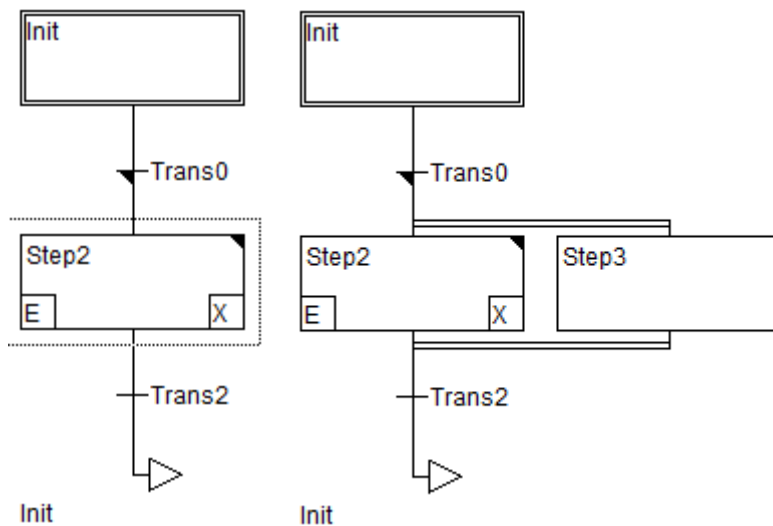 Init
Trans0
Step2
E X
Trans2
Init
Init
Trans0
Step2
E X
Step3
Trans2
Init